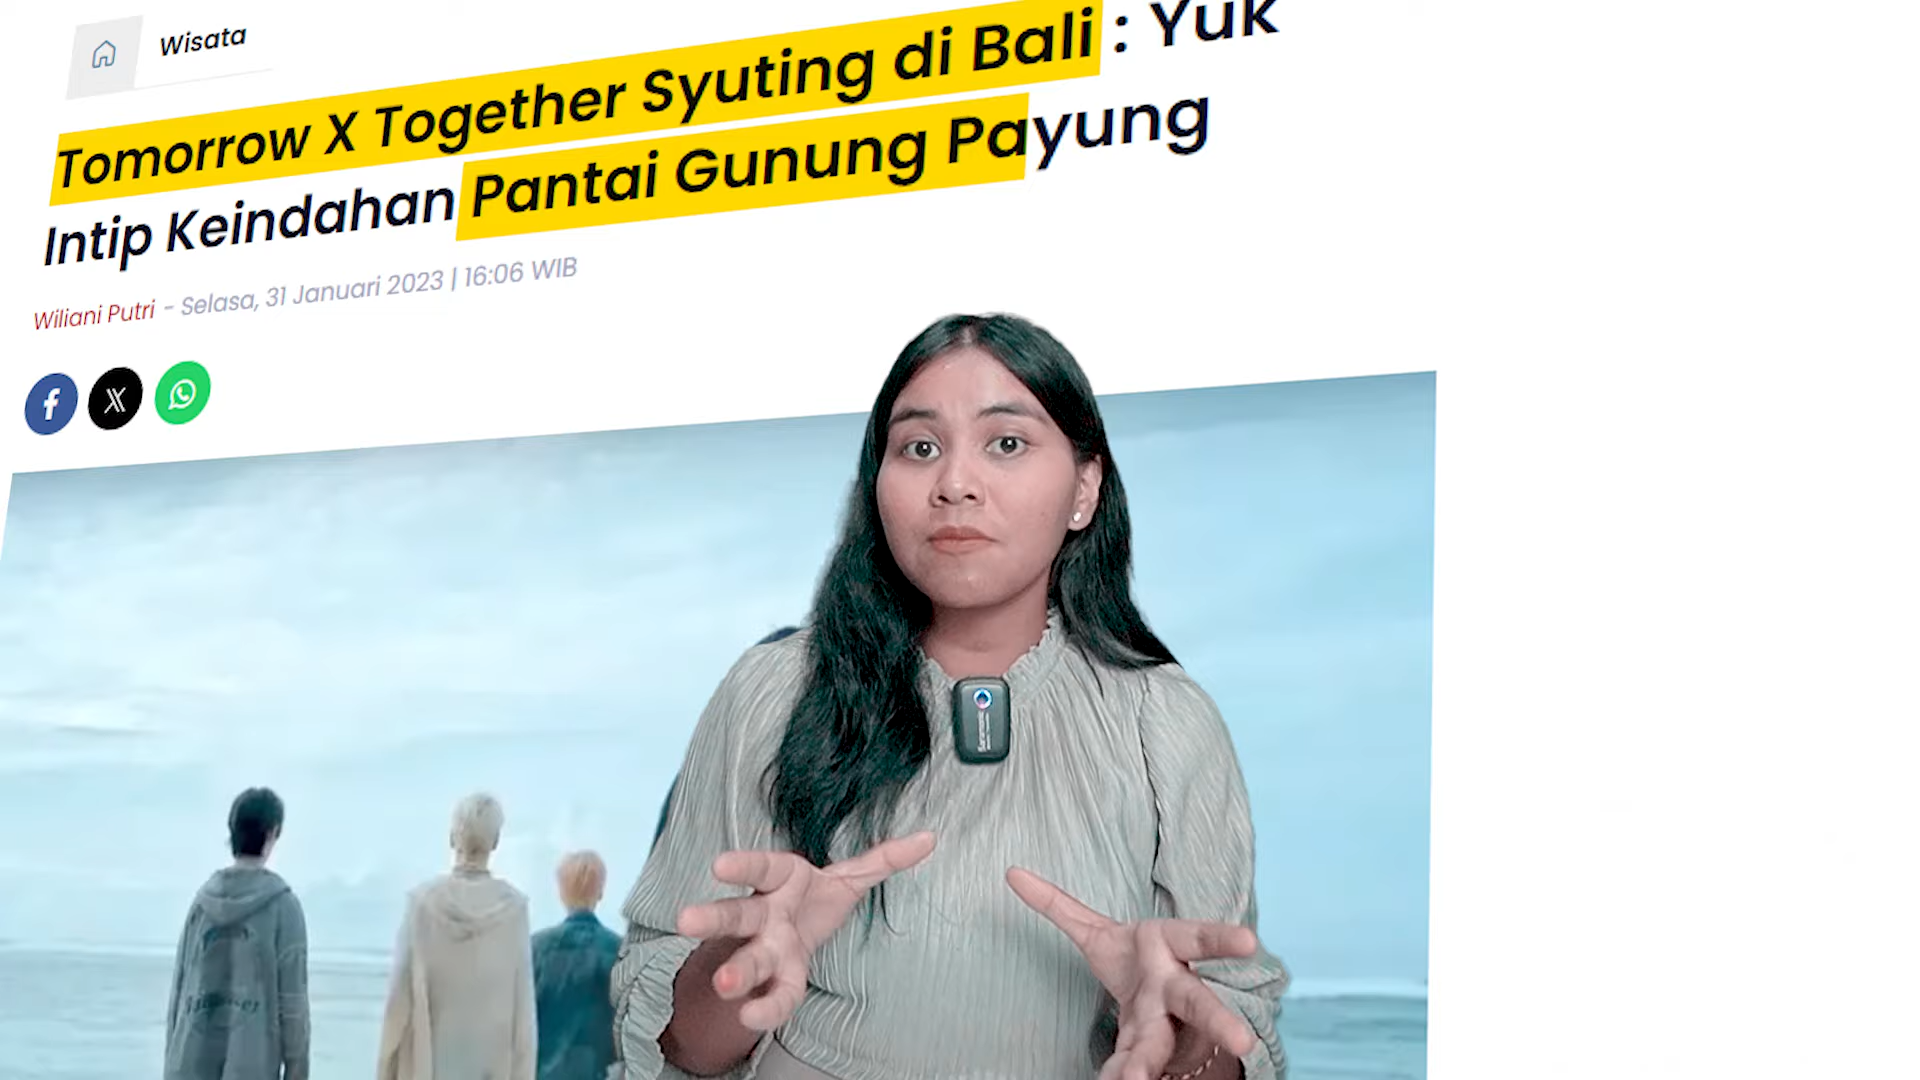 Wisata
Tomorrow X Together Syuting di Bali : Yuk
Intip Keindahan Pantai Gunung Payung
Wiliani Putri - Selasa, 31 Januari 2023 | 16:06 WIB